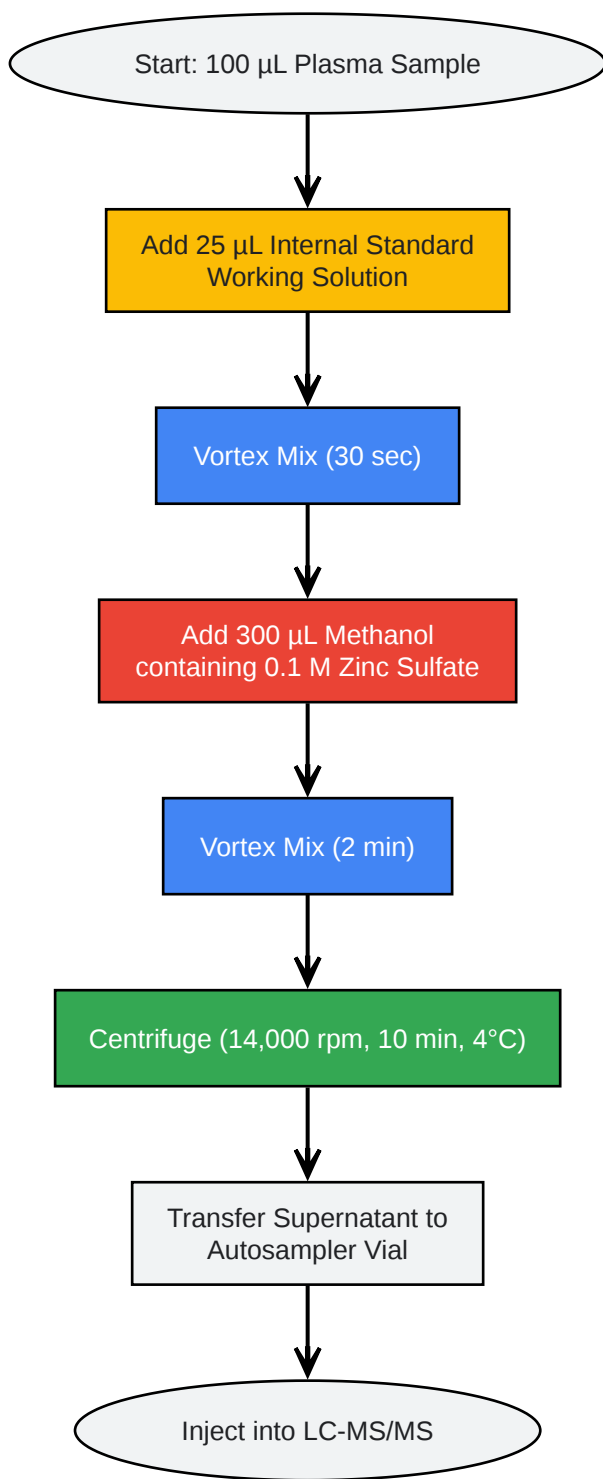 Start: 100 µL Plasma Sample
Add 25 µL Internal Standard
Working Solution
Vortex Mix (30 sec)
Add 300 µL Methanol
containing 0.1 M Zinc Sulfate
Vortex Mix (2 min)
Centrifuge (14,000 rpm, 10 min, 4°C)
Transfer Supernatant to
Autosampler Vial
Inject into LC-MS/MS